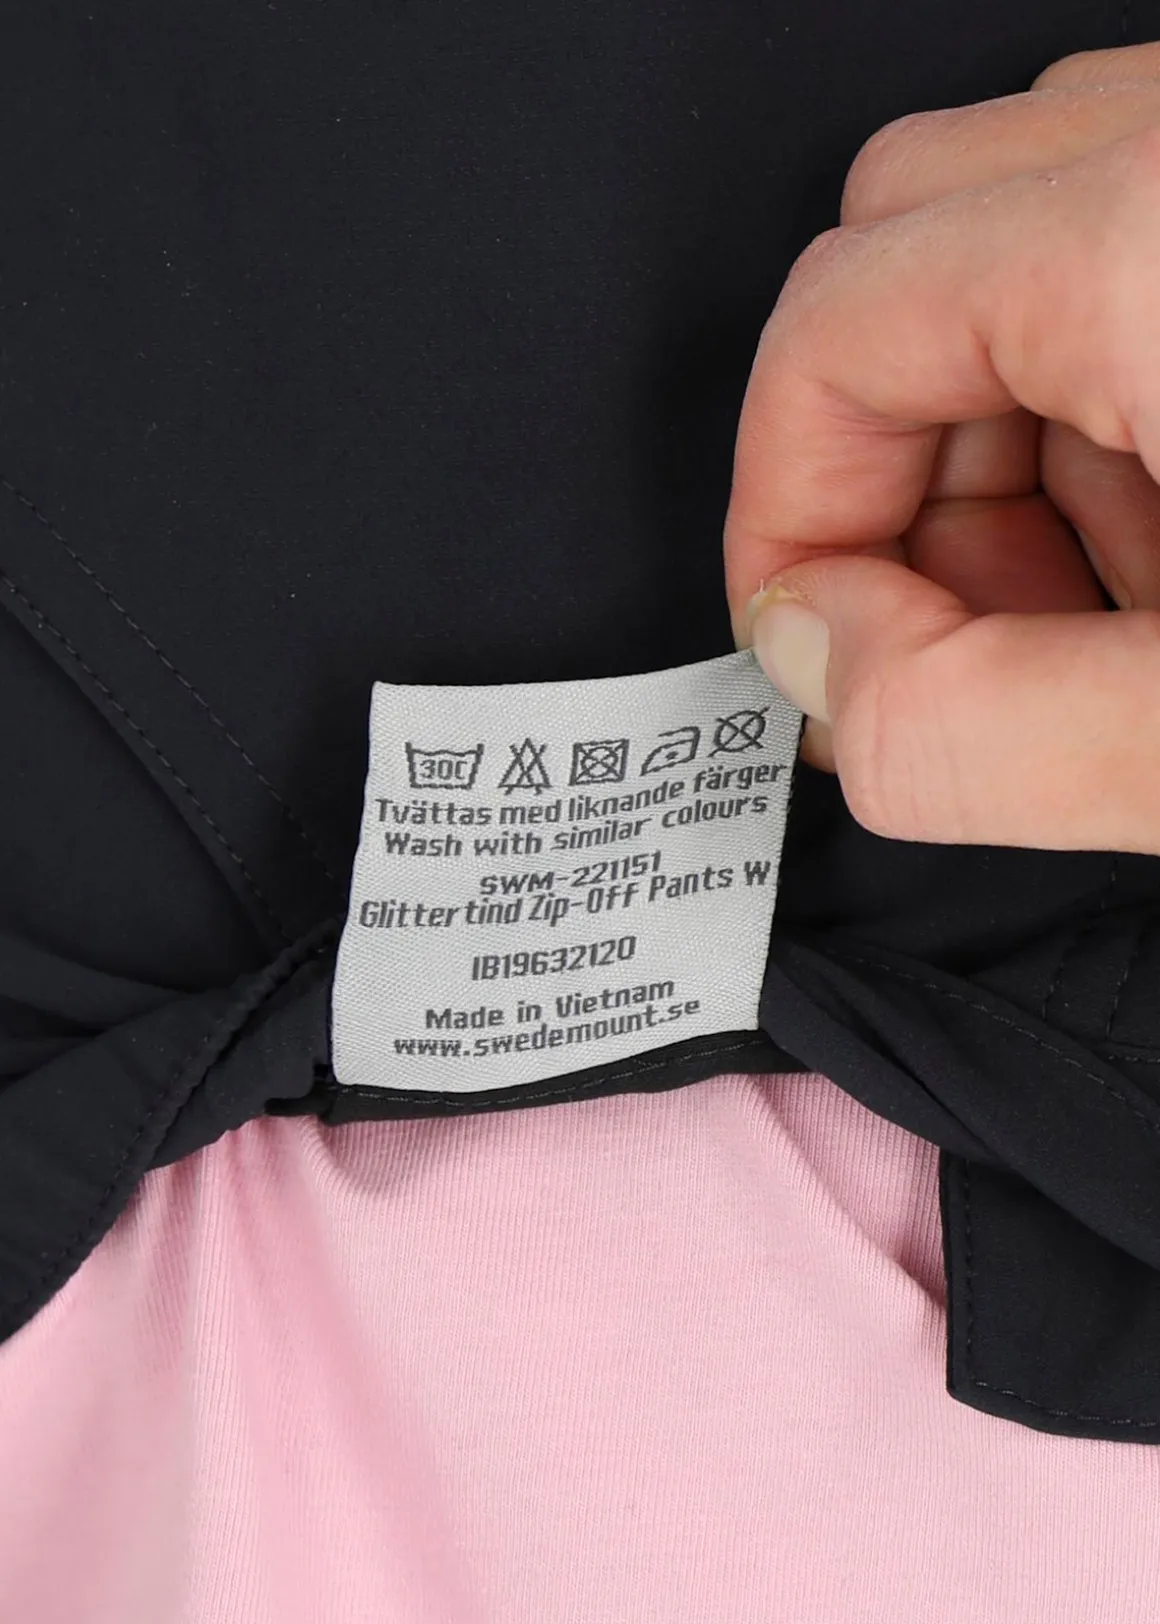 30C
Tvättas med liknande färger
Wash with similar colours
SWM-221151
Glittertind Zip-Off Pants W
IB19632120
Made in Vietnam
www.swedemount.se